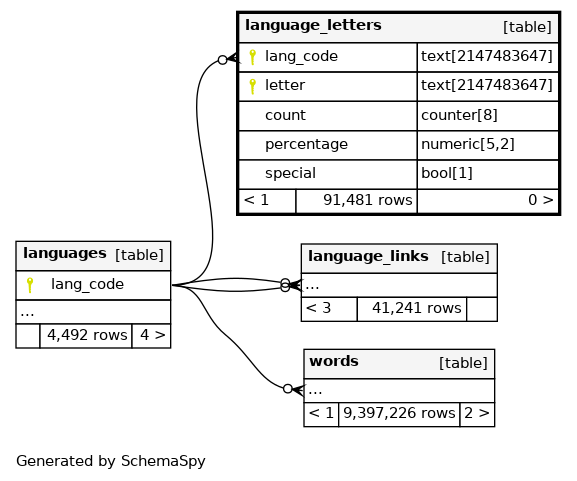 language_letters [table]
lang_code text[2147483647]
letter text[2147483647]
count counter[8]
percentage numeric[5,2]
special bool[1]
< 1 91,481 rows 0 >
languages [table]
lang_code
...
4,492 rows 4 >
language_links [table]
...
< 3 41,241 rows
words [table]
...
< 1 9,397,226 rows 2 >
Generated by SchemaSpy